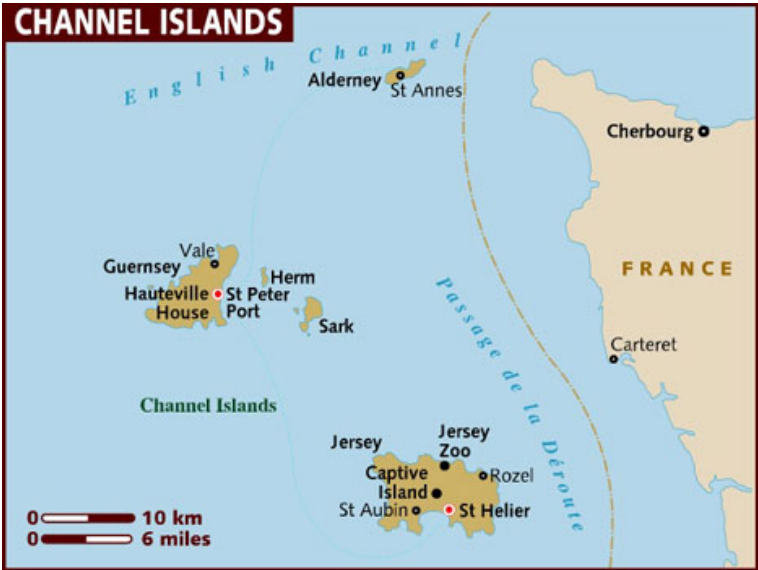 CHANNEL ISLANDS
English Channel
Alderney
St Annes
Cherbourg
Vale
Guernsey
Herm
Hauteville
House
St Peter
Port
Sark
FRANCE
Passage de la Déroute
Carteret
Channel Islands
Jersey
Jersey
Zoo
Captive
Island
Rozel
St Aubin
St Helier
0 10 km
0 6 miles